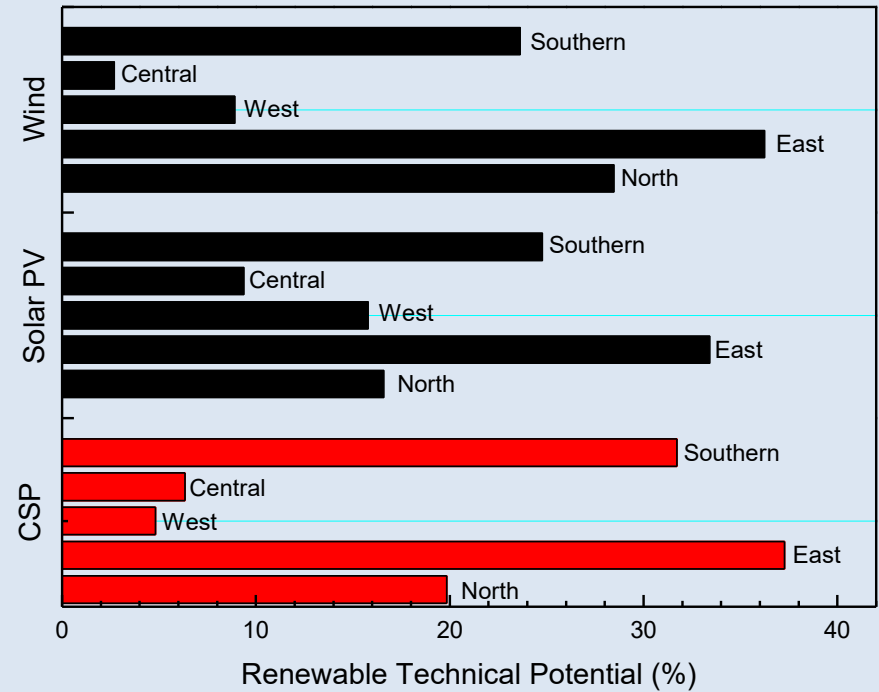 Wind
Southern
Central
West
East
North
Solar PV
Southern
Central
West
East
North
CSP
Southern
Central
West
East
North
0 10 20 30 40
Renewable Technical Potential (%)